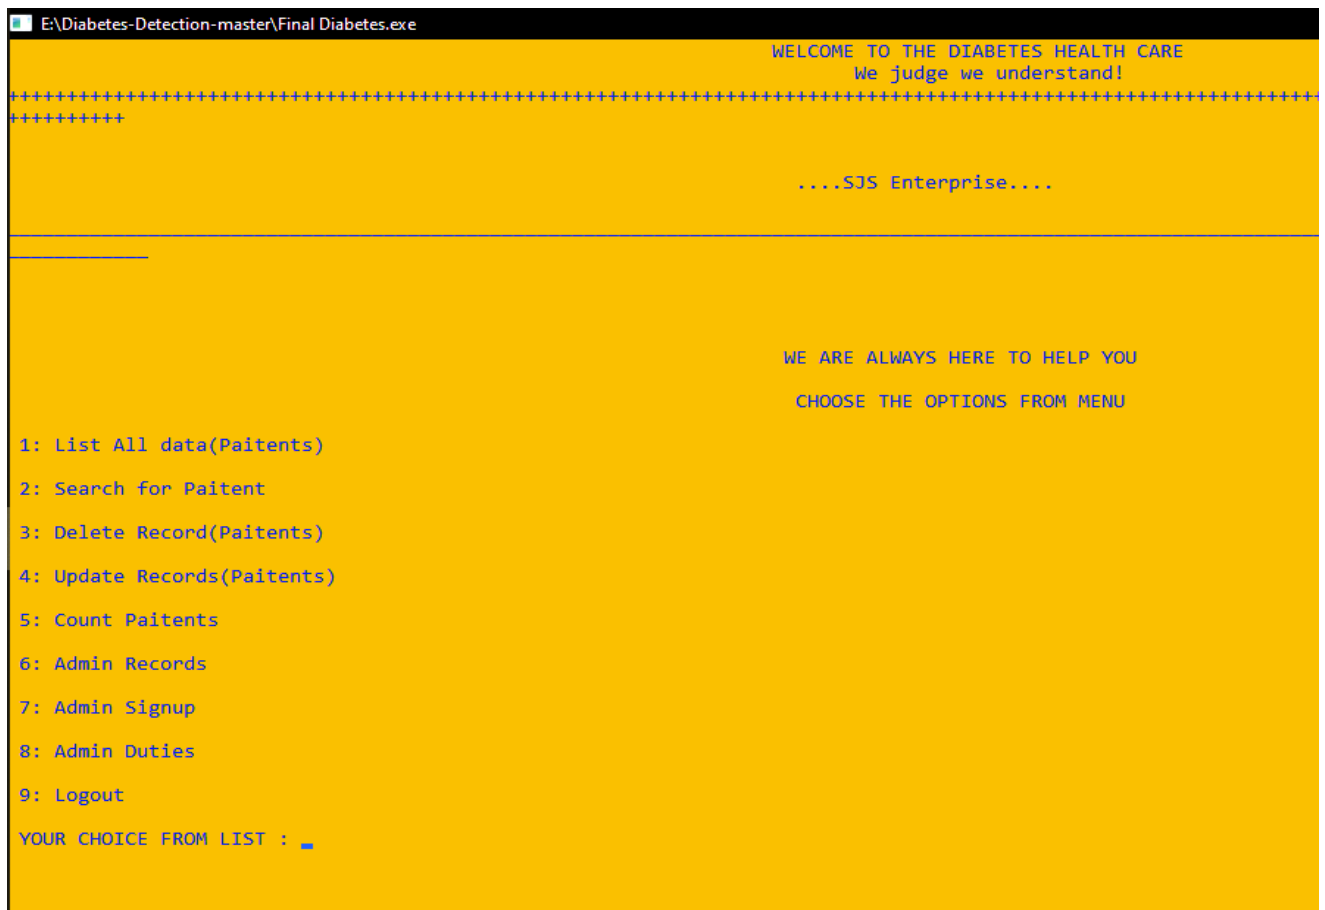 E:\Diabetes-Detection-master\Final Diabetes.exe
WELCOME TO THE DIABETES HEALTH CARE
We judge we understand!
++++++++++++++++++++++++++++++++++++++++++++++++++++++++++++++++++++++++++++++++++++++++++++++++++++++++++++++++
++++++++++
....SJS Enterprise....
________________________________________________________________________________________________________________
____________
WE ARE ALWAYS HERE TO HELP YOU
CHOOSE THE OPTIONS FROM MENU
1: List All data(Paitents)
2: Search for Paitent
3: Delete Record(Paitents)
4: Update Records(Paitents)
5: Count Paitents
6: Admin Records
7: Admin Signup
8: Admin Duties
9: Logout
YOUR CHOICE FROM LIST : _